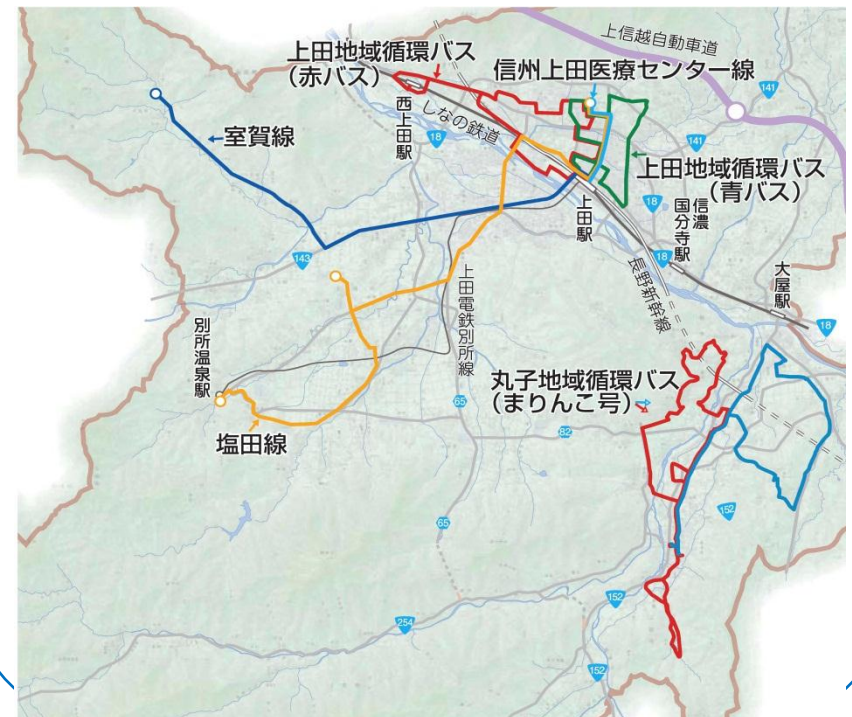 上信越自動車道
上田地域循環バス
(赤バス)
信州上田医療センター線
141
しなの鉄道
西上田駅
18
141
室賀線
上田地域循環バス
(青バス)
上田駅
18
信濃
国分寺駅
18
143
大屋駅
長野新幹線
上田電鉄別所線
18
別所温泉駅
丸子地域循環バス
(まりんこ号)
65
塩田線
82
152
65
152
254
152